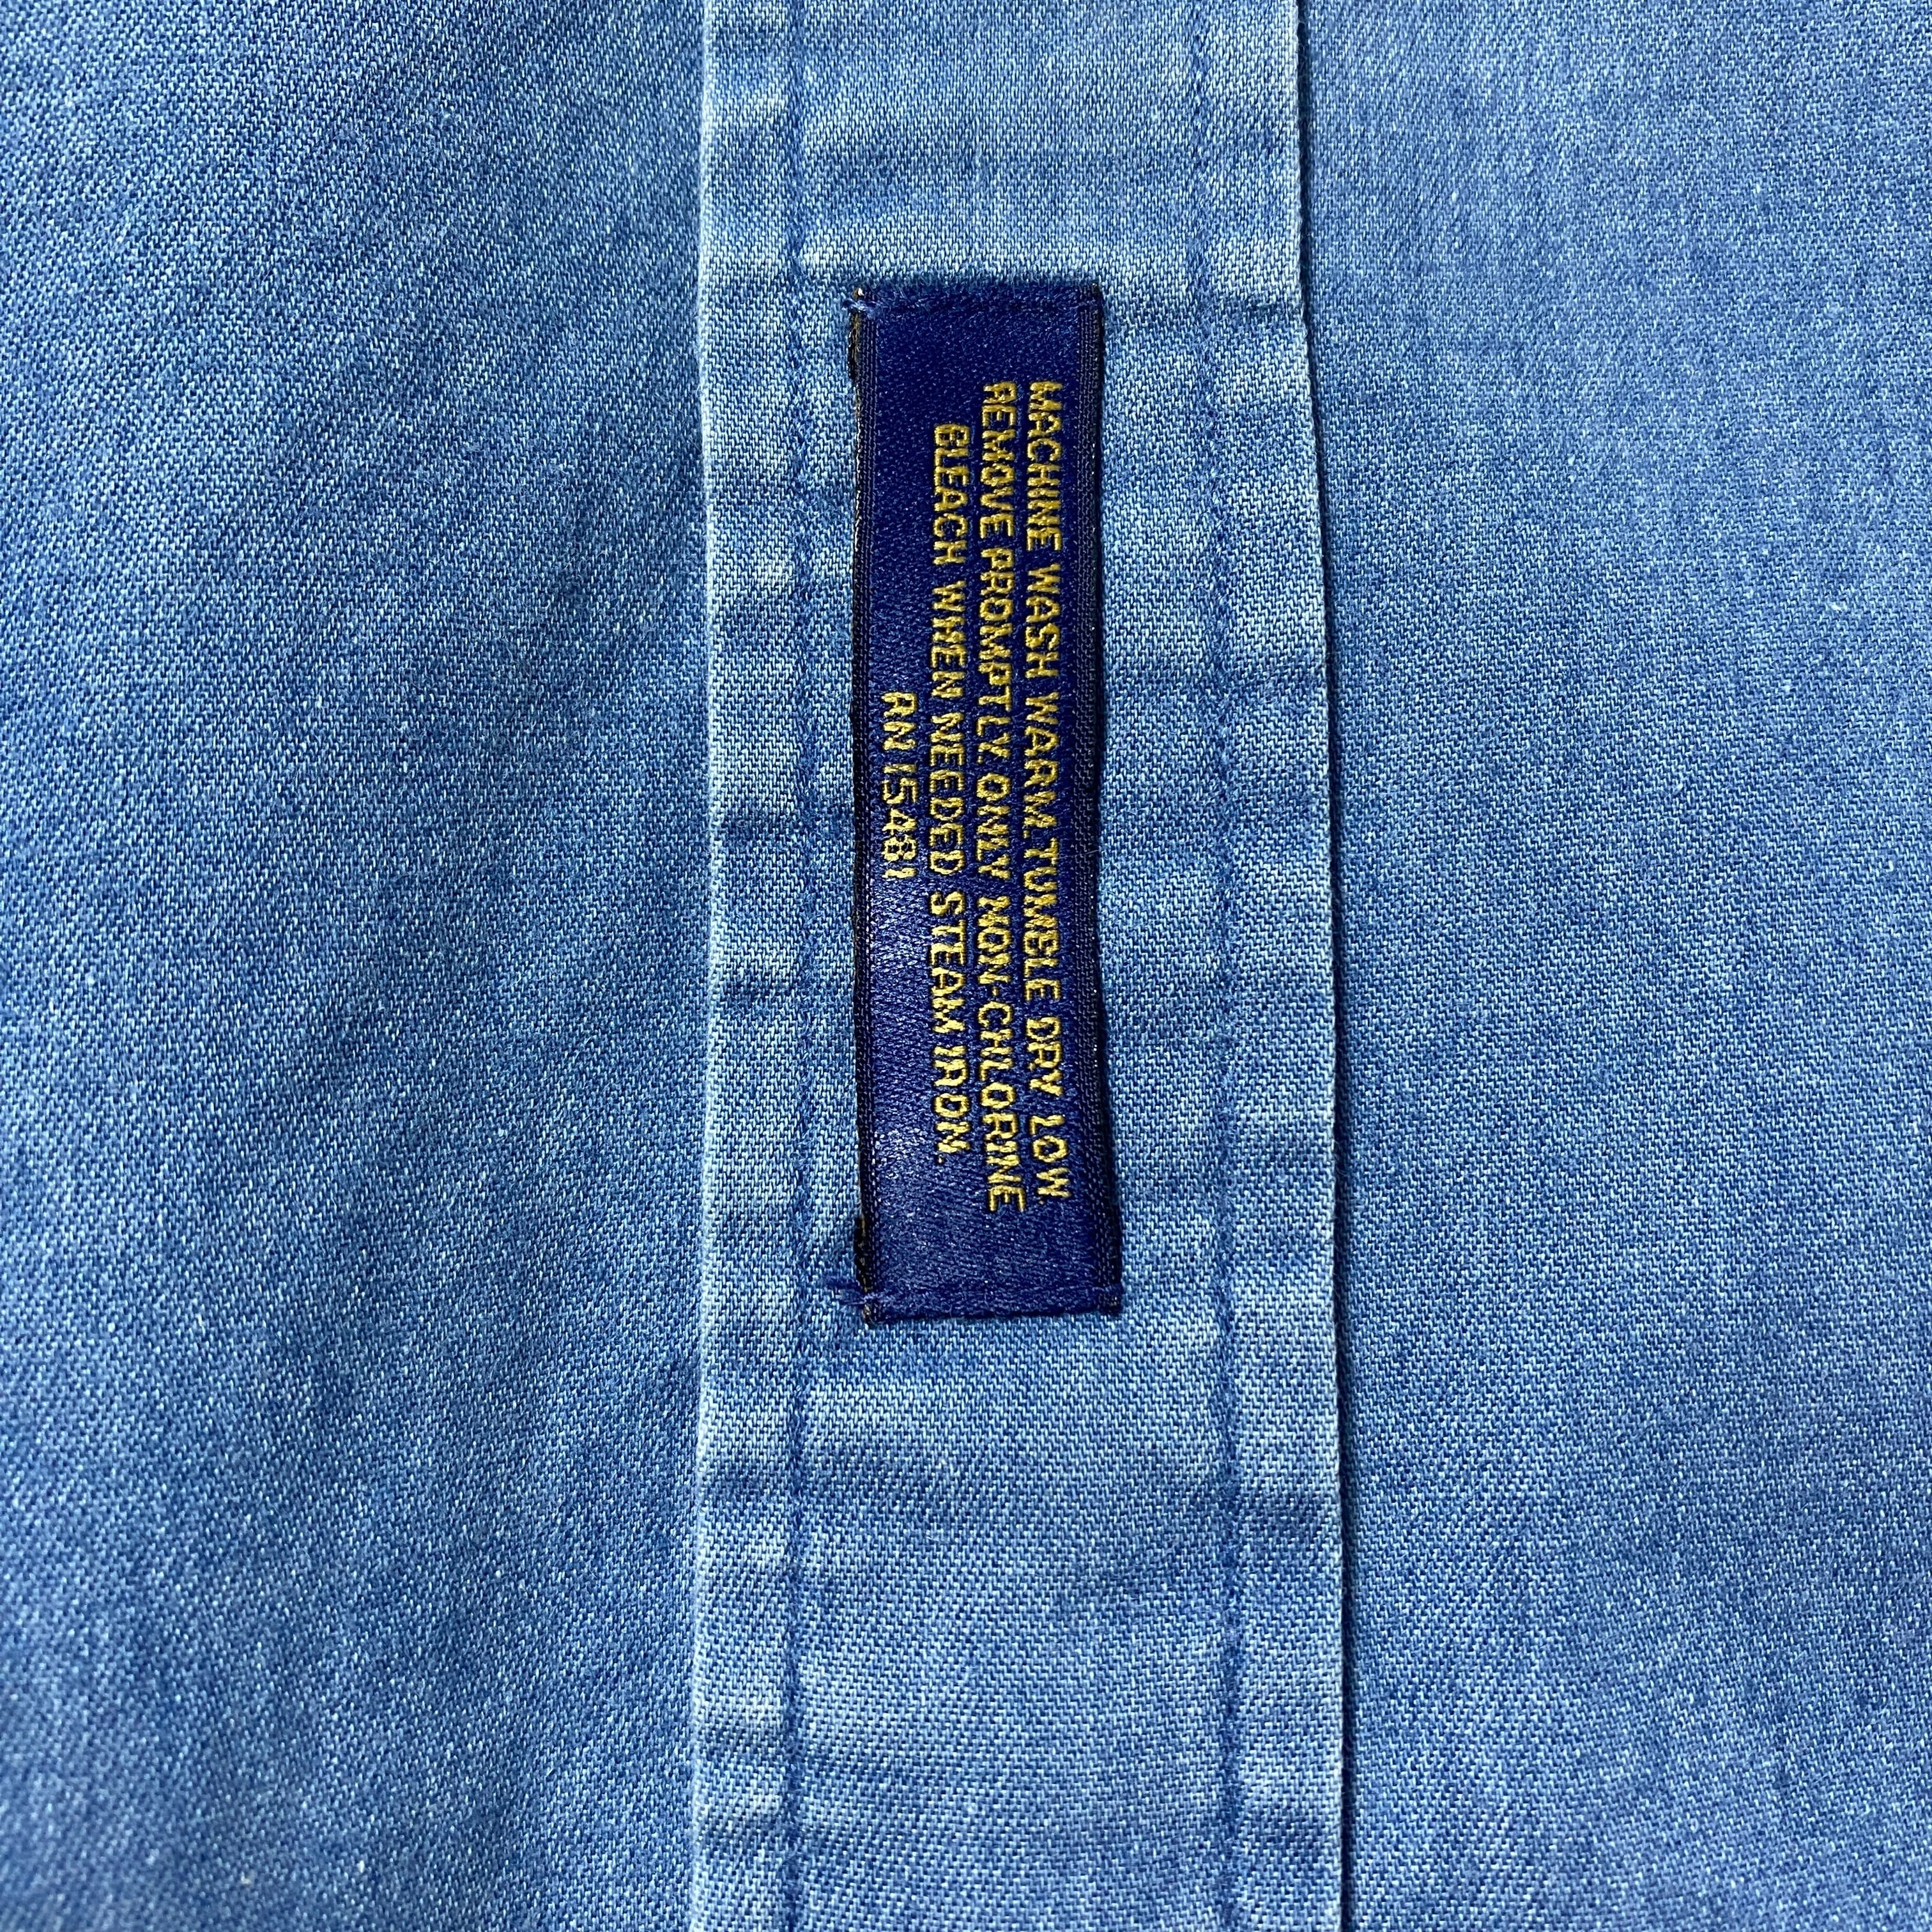 MACHINE WASH WARM. TUMBLE DRY LOW
REMOVE PROMPTLY ONLY NON-CHLORINE
BLEACH WHEN NEEDED STEAM IRON.
RN 15481